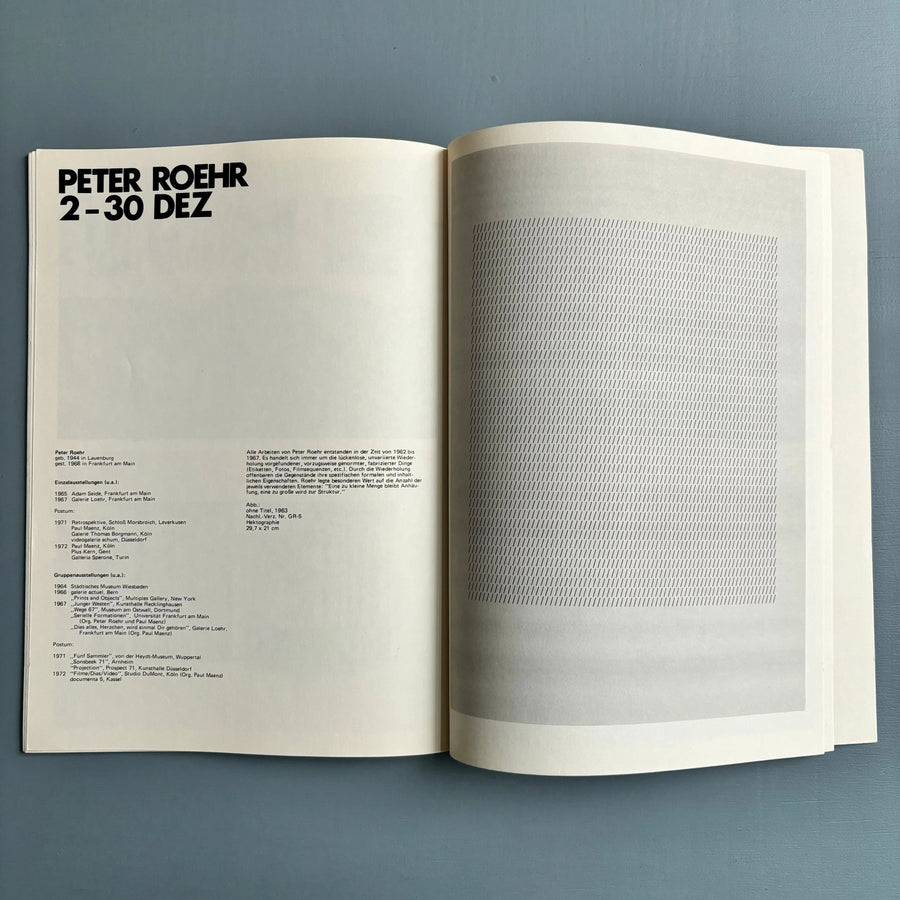 PETER ROEHR
2–30 DEZ
Peter Roehr
geb. 1944 in Lauenburg
gest. 1968 in Frankfurt am Main
Einzelausstellungen (u.a.):
1965 Adam Seide, Frankfurt am Main
1967 Galerie Loehr, Frankfurt am Main
Postum:
1971 Retrospektive, Schloß Morsbroich, Leverkusen
Paul Maenz, Köln
Galerie Thomas Borgmann, Köln
videogalerie schum, Düsseldorf
1972 Paul Maenz, Köln
Plus Kern, Gent
Galleria Sperone, Turin
Gruppenausstellungen (u.a.):
1964 Städtisches Museum Wiesbaden
1966 galerie actuel, Bern
„Prints and Objects", Multiples Gallery, New York
1967 „Junger Westen", Kunsthalle Recklinghausen
„Wege 67", Museum am Ostwall, Dortmund
„Serielle Formationen", Universität Frankfurt am Main
(Org. Peter Roehr und Paul Maenz)
„Dies alles, Herzchen, wird einmal Dir gehören", Galerie Loehr,
Frankfurt am Main (Org. Paul Maenz)
Postum:
1971 „Fünf Sammler", von der Heydt-Museum, Wuppertal
„Sonsbeek 71", Arnheim
"Projection", Prospect 71, Kunsthalle Düsseldorf
1972 "Filme/Dias/Video", Studio DuMont, Köln (Org. Paul Maenz)
documenta 5, Kassel
Alle Arbeiten von Peter Roehr entstanden in der Zeit von 1962 bis
1967. Es handelt sich immer um die lückenlose, unvariierte Wieder-
holung vorgefundener, vorzugsweise genormter, fabrizierter Dinge
(Etiketten, Fotos, Filmsequenzen, etc.). Durch die Wiederholung
offenbaren die Gegenstände ihre spezifischen formalen und inhalt-
lichen Eigenschaften. Roehr legte besonderen Wert auf die Anzahl der
jeweils verwendeten Elemente: "Eine zu kleine Menge bleibt Anhäu-
fung, eine zu große wird zur Struktur."
Abb.:
ohne Titel, 1963
Nachl.-Verz. Nr. GR-5
Hektographie
29,7 x 21 cm